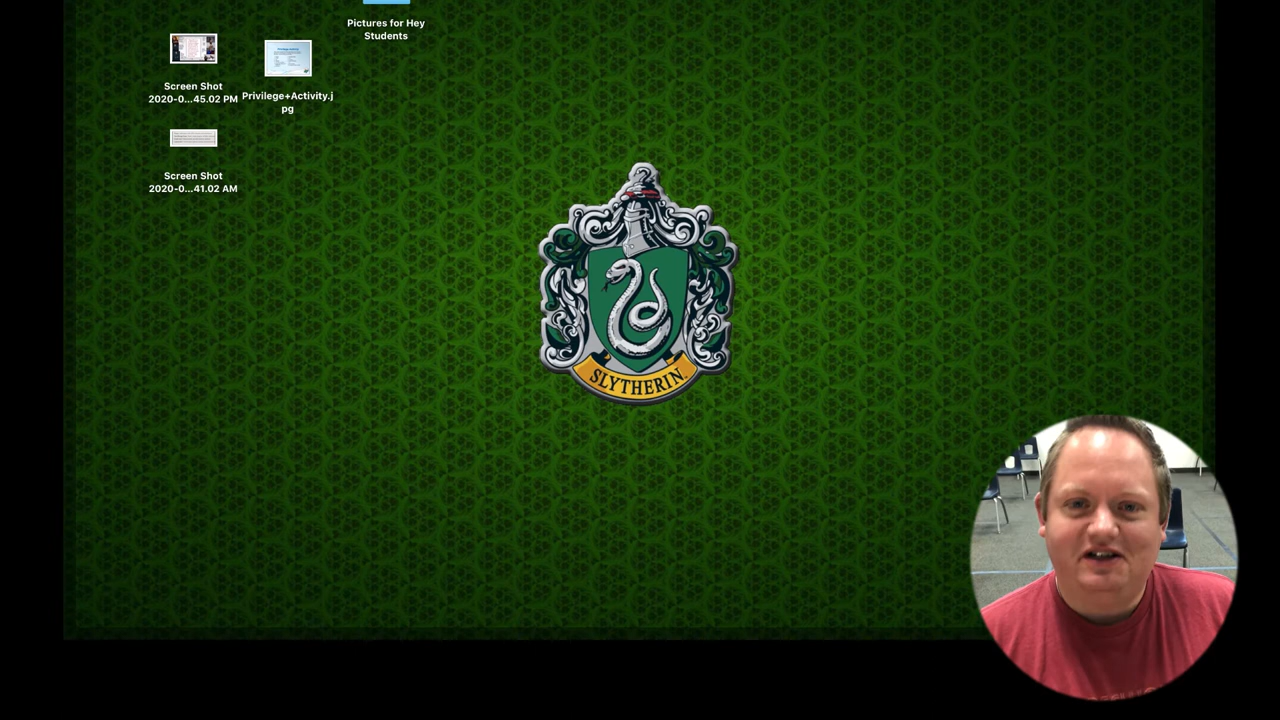 Pictures for Hey
Students
Screen Shot
2020-0...45.02 PM
Privilege+Activity.j
pg
Screen Shot
2020-0...41.02 AM
SLYTHERIN